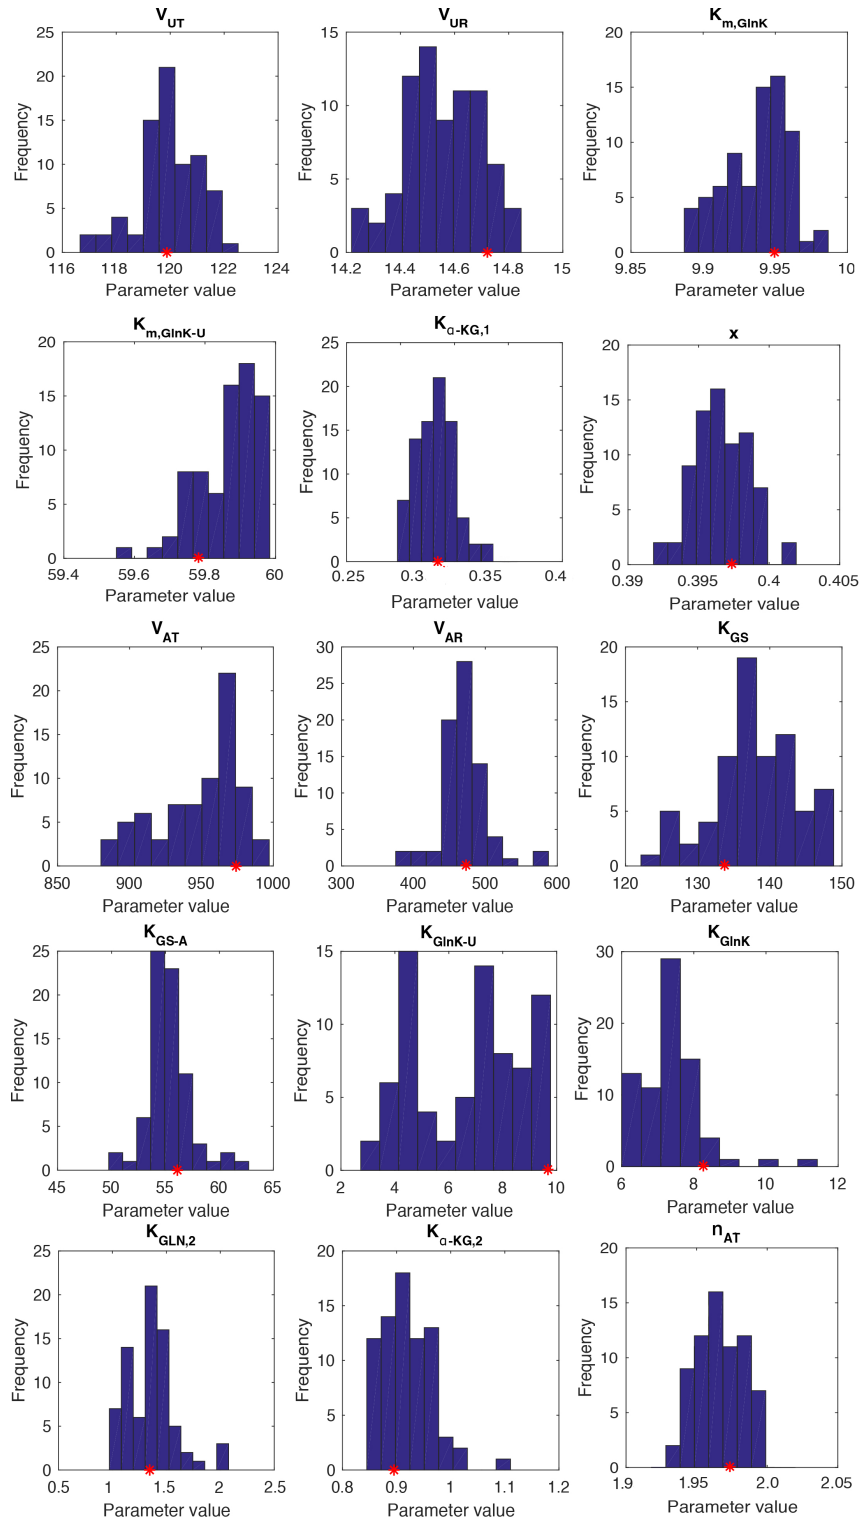 V_UT
25
20
15
10
5
0
Frequency
116 118 120 122 124
Parameter value
V_UR
15
10
5
0
Frequency
14.2 14.4 14.6 14.8 15
Parameter value
K_m,GlnK
20
15
10
5
0
Frequency
9.85 9.9 9.95 10
Parameter value
K_m,GlnK-U
20
15
10
5
0
Frequency
59.4 59.6 59.8 60
Parameter value
K_α-KG,1
25
20
15
10
5
0
Frequency
0.25 0.3 0.35 0.4
Parameter value
x
20
15
10
5
0
Frequency
0.39 0.395 0.4 0.405
Parameter value
V_AT
25
20
15
10
5
0
Frequency
850 900 950 1000
Parameter value
V_AR
30
25
20
15
10
5
0
Frequency
300 400 500 600
Parameter value
K_GS
20
15
10
5
0
Frequency
120 130 140 150
Parameter value
K_GS-A
25
20
15
10
5
0
Frequency
45 50 55 60 65
Parameter value
K_GlnK-U
15
10
5
0
Frequency
2 4 6 8 10
Parameter value
K_GlnK
30
20
10
0
Frequency
6 8 10 12
Parameter value
K_GLN,2
25
20
15
10
5
0
Frequency
0.5 1 1.5 2 2.5
Parameter value
K_α-KG,2
20
15
10
5
0
Frequency
0.8 0.9 1 1.1 1.2
Parameter value
n_AT
20
15
10
5
0
Frequency
1.9 1.95 2.0 2.05
Parameter value